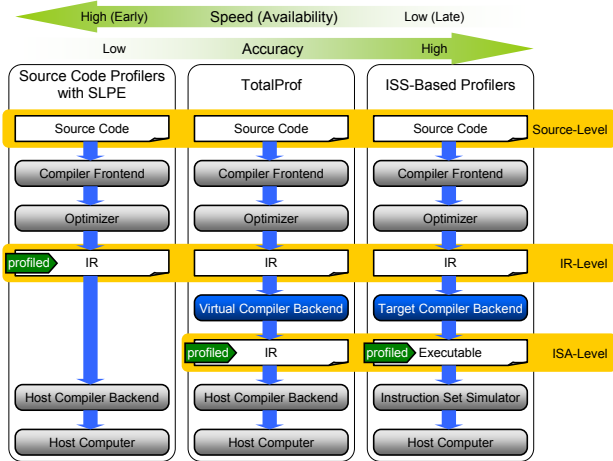 High (Early) Speed (Availability) Low (Late)
Low Accuracy High
Source Code Profilers
with SLPE
TotalProf
ISS-Based Profilers
Source Code Source Code Source Code Source-Level
Compiler Frontend Compiler Frontend Compiler Frontend
Optimizer Optimizer Optimizer
profiled IR IR IR IR-Level
Virtual Compiler Backend Target Compiler Backend
profiled IR profiled Executable ISA-Level
Host Compiler Backend Host Compiler Backend Instruction Set Simulator
Host Computer Host Computer Host Computer